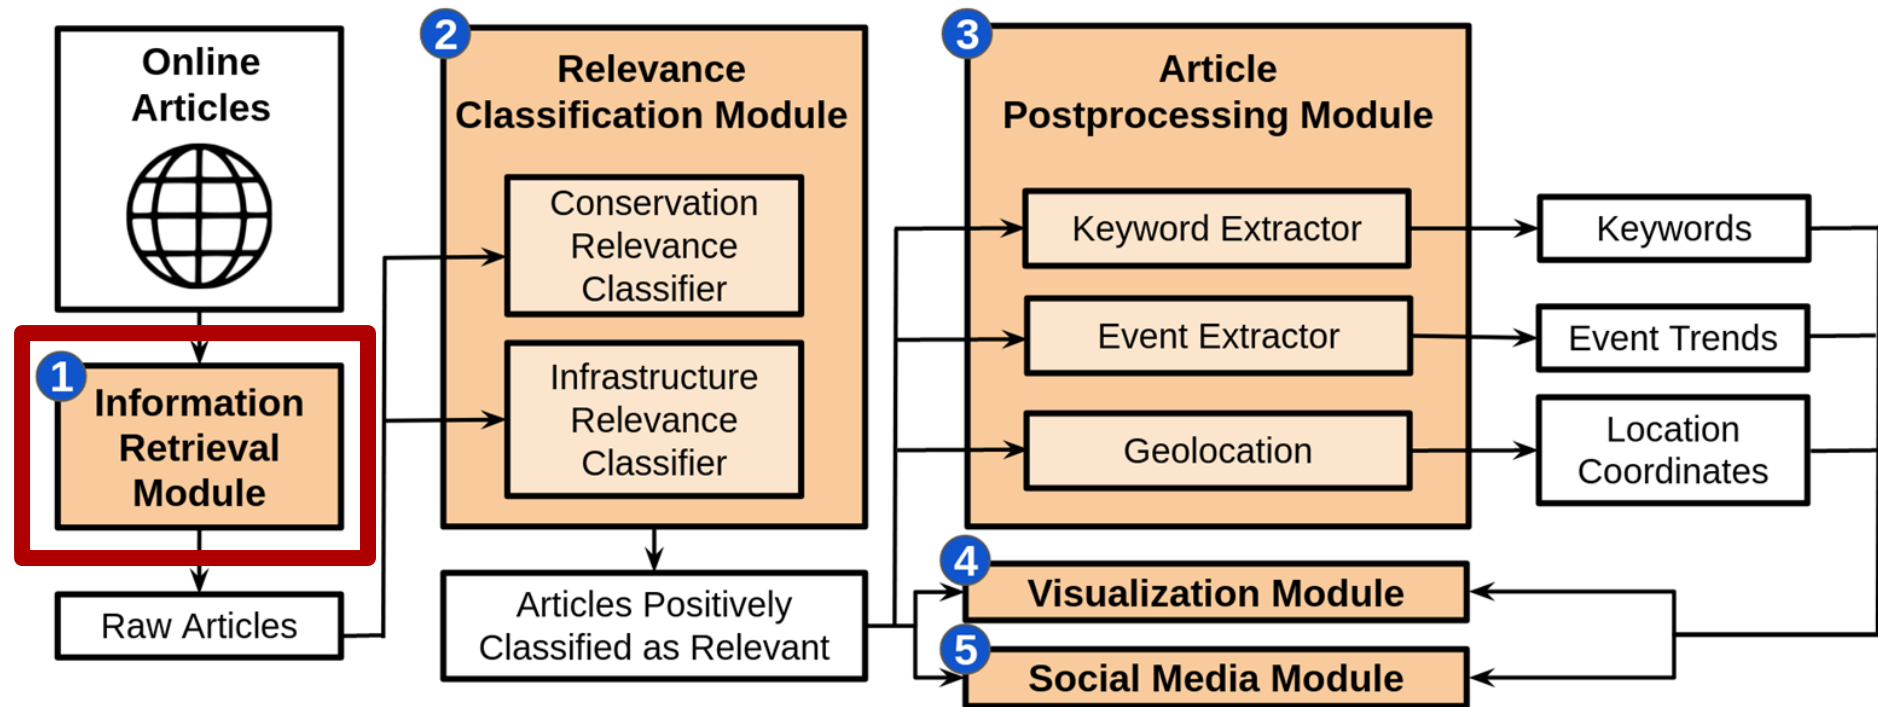 Online
Articles
1
Information
Retrieval
Module
Raw Articles
2
Relevance
Classification Module
Conservation
Relevance
Classifier
Infrastructure
Relevance
Classifier
Articles Positively
Classified as Relevant
3
Article
Postprocessing Module
Keyword Extractor
Event Extractor
Geolocation
Keywords
Event Trends
Location
Coordinates
4
Visualization Module
5
Social Media Module